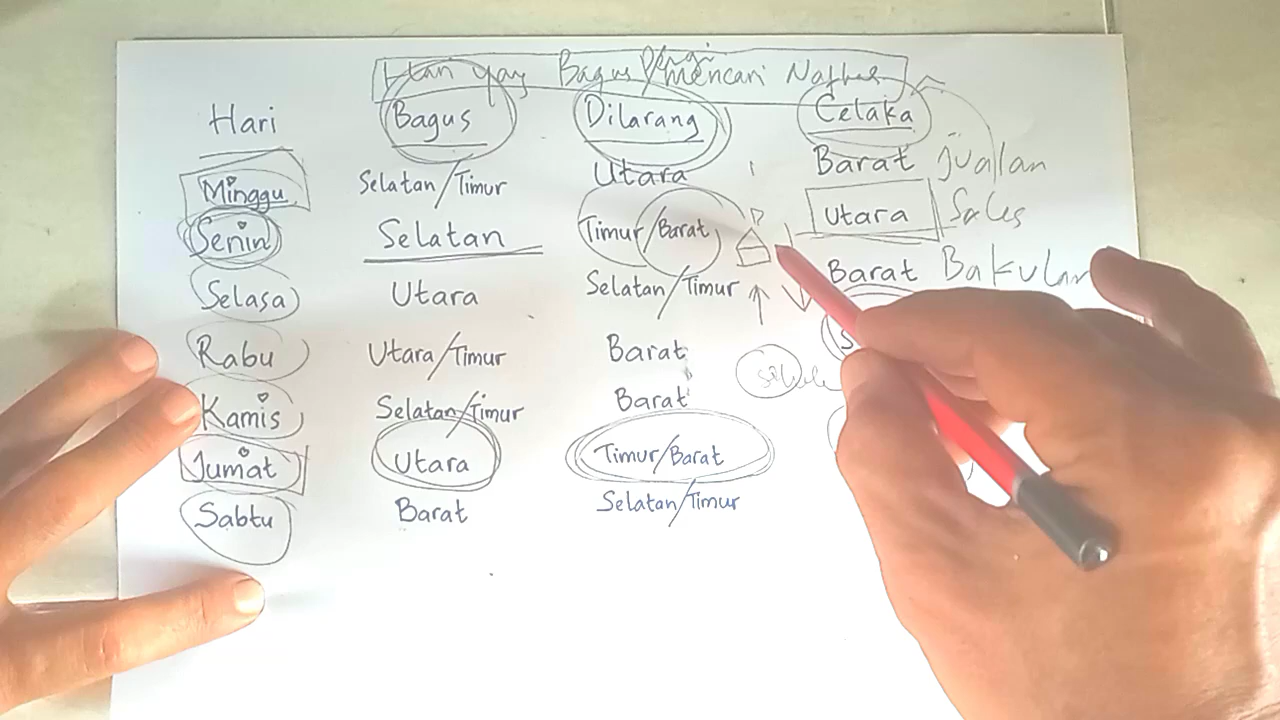 Hari yay Bagus pergi mencari Nafkah
Hari Bagus Dilarang Celaka
Minggu Selatan/Timur Utara Barat Jualan
Senin Selatan Timur/Barat Utara Sales
Selasa Utara Selatan/Timur Barat Bakulan
Rabu Utara/Timur Barat S
Kamis Selatan/Timur Barat
Jumat Utara Timur/Barat
Sabtu Barat Selatan/Timur